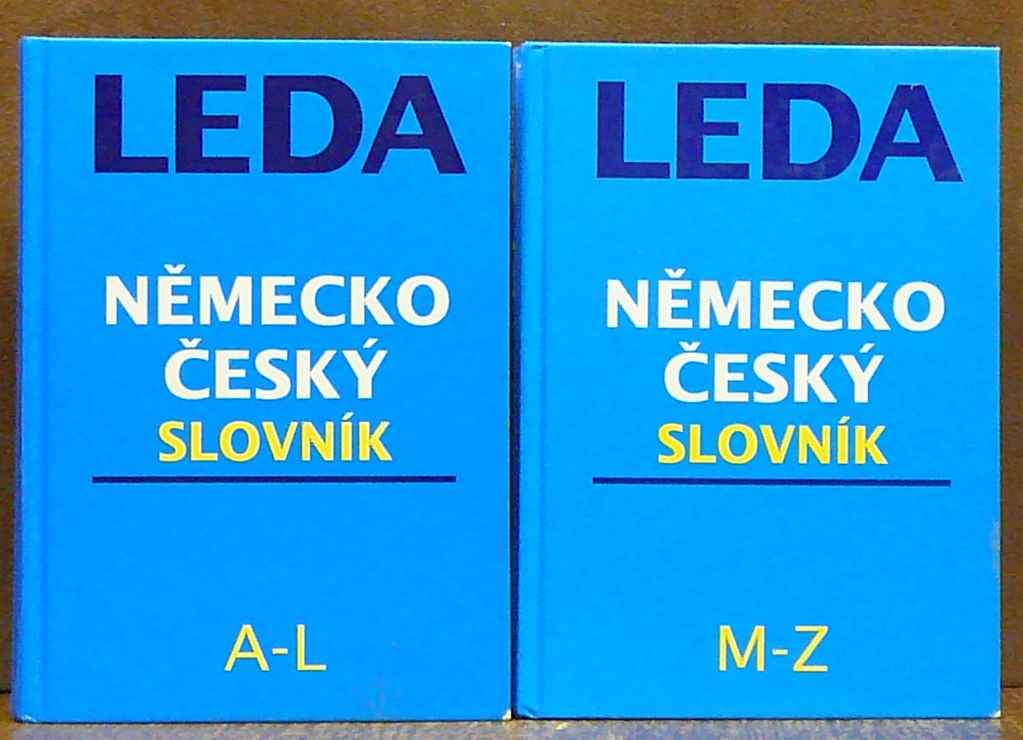 LEDA
NĚMECKO
ČESKÝ
SLOVNÍK
A-L
LEDA
NĚMECKO
ČESKÝ
SLOVNÍK
M-Z